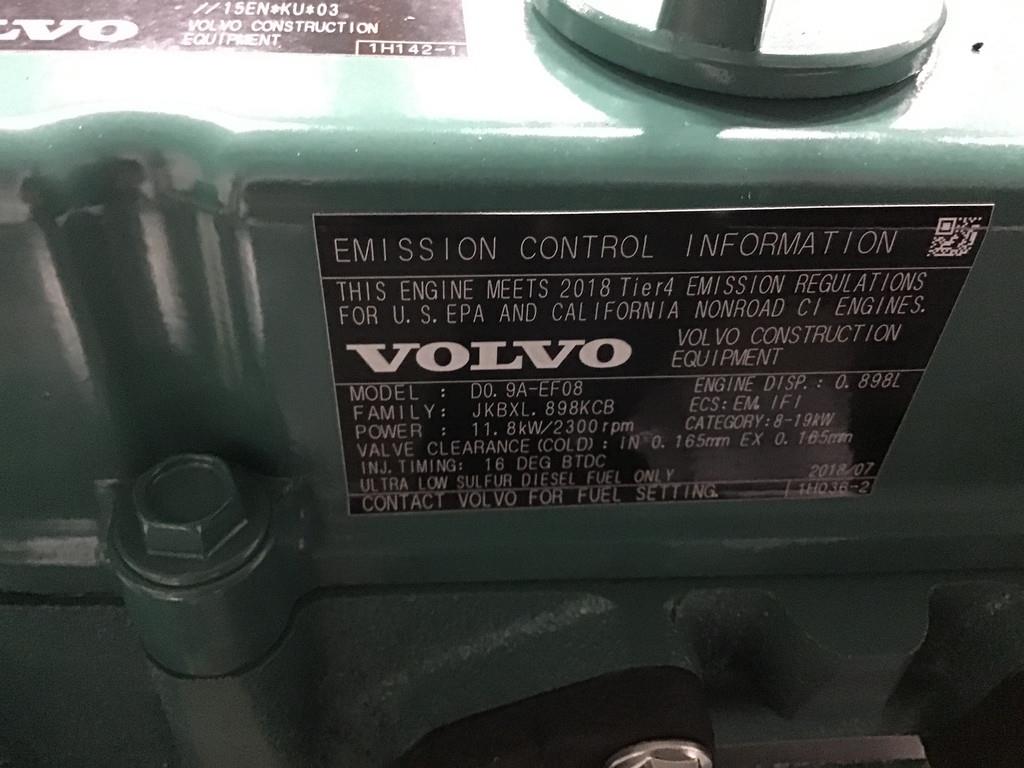 //15EN*KU*03
VOLVO CONSTRUCTION
EQUIPMENT
1H142-1
EMISSION CONTROL INFORMATION
THIS ENGINE MEETS 2018 Tier4 EMISSION REGULATIONS
FOR U.S.EPA AND CALIFORNIA NONROAD CI ENGINES.
VOLVO
VOLVO CONSTRUCTION
EQUIPMENT
MODEL : D0.9A-EF08
ENGINE DISP.: 0.898L
FAMILY: JKBXL.898KCB
ECS:EM,IFI
POWER : 11.8kW/2300rpm
CATEGORY:8-19kW
VALVE CLEARANCE(COLD): IN 0.165mm EX 0.165mm
INJ.TIMING: 16 DEG BTDC
ULTRA LOW SULFUR DIESEL FUEL ONLY
2018/07
CONTACT VOLVO FOR FUEL SETTING.
1HQ36-2